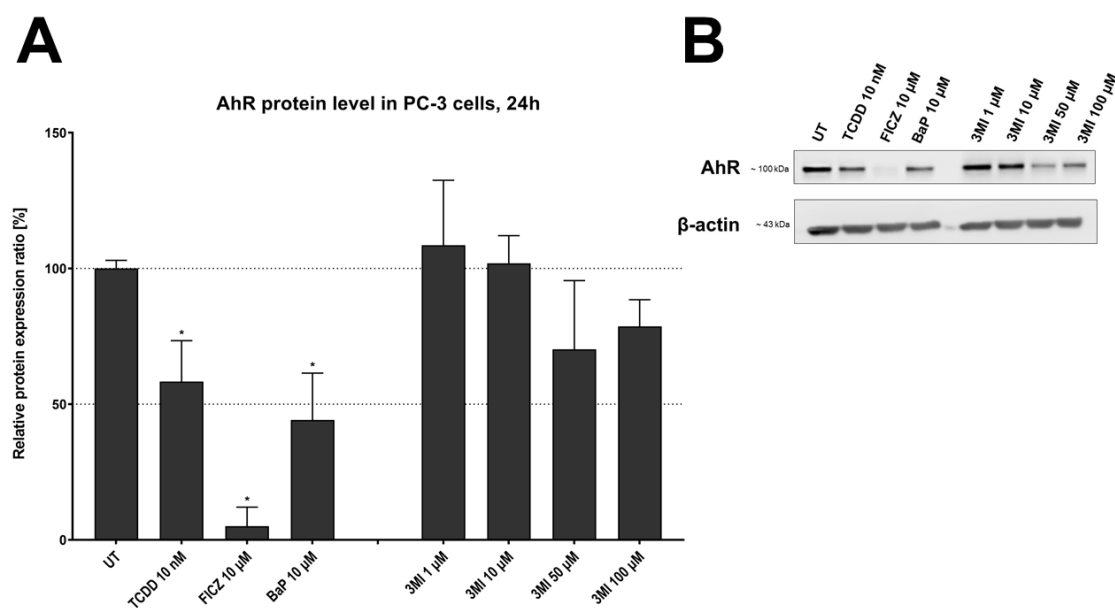 A
AhR protein level in PC-3 cells, 24h
Relative protein expression ratio [%]
150
100
50
0
*
*
*
UT
TCDD 10 nM
FICZ 10 µM
BaP 10 µM
3MI 1 µM
3MI 10 µM
3MI 50 µM
3MI 100 µM
B
UT
TCDD 10 nM
FICZ 10 µM
BaP 10 µM
3MI 1 µM
3MI 10 µM
3MI 50 µM
3MI 100 µM
AhR ~ 100 kDa
β-actin ~ 43 kDa